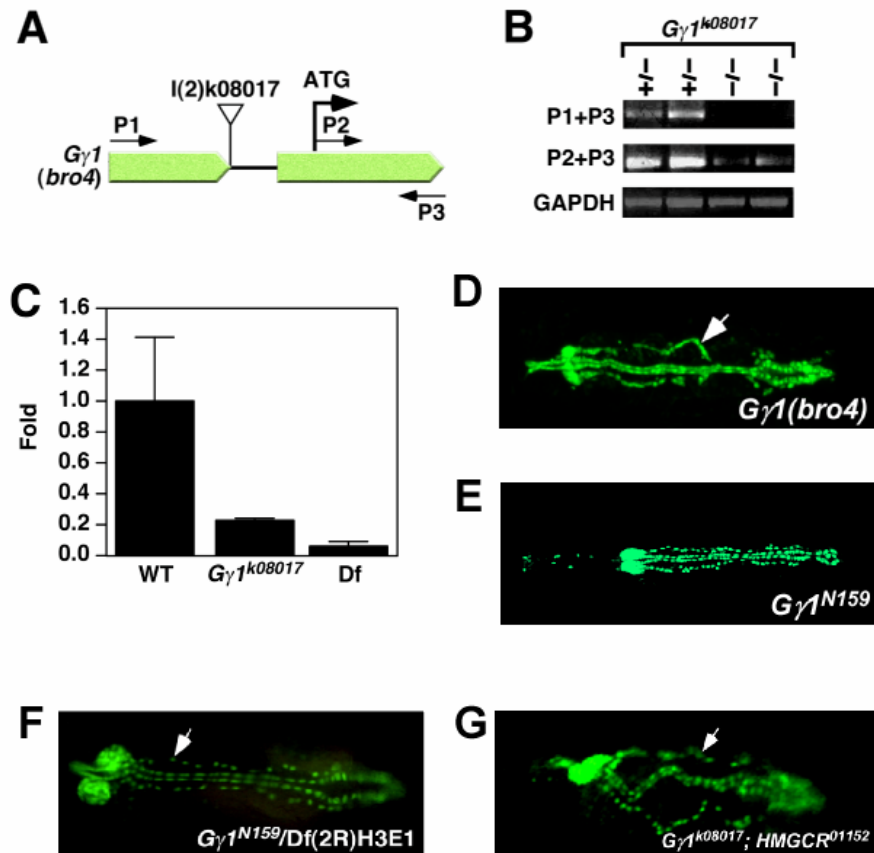 A
l(2)k08017
ATG
P1
P2
Gγ1
(bro4)
P3
B
Gγ1k08017
+/–
+/–
–/–
–/–
P1+P3
P2+P3
GAPDH
C
1.6
1.4
1.2
1.0
0.8
0.6
0.4
0.2
0.0
Fold
WT
Gγ1k08017
Df
D
Gγ1(bro4)
E
Gγ1N159
F
Gγ1N159/Df(2R)H3E1
G
Gγ1k08017; HMGCR01152